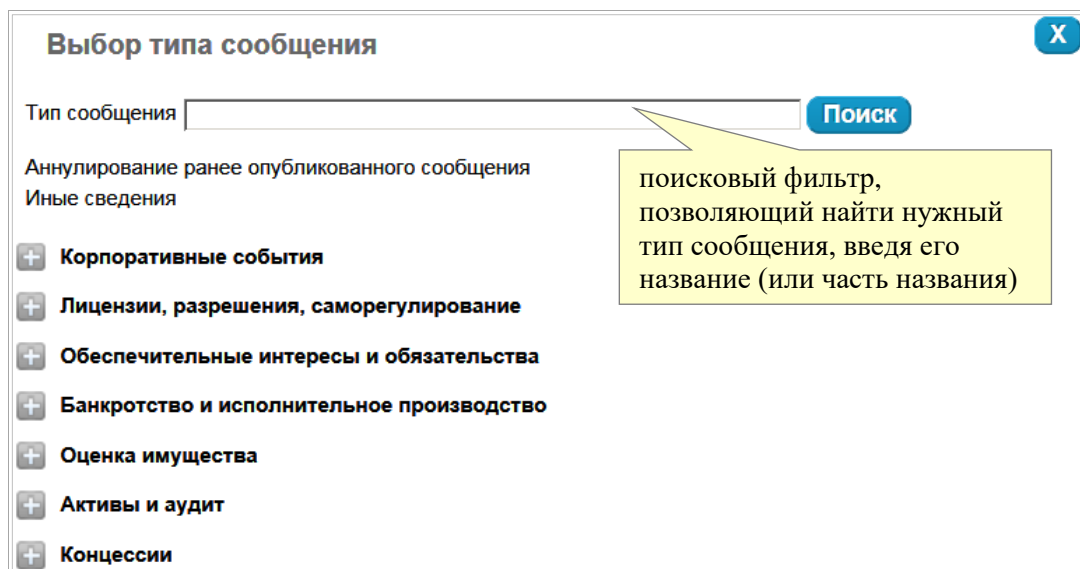 Выбор типа сообщения
X
Тип сообщения
Поиск
Аннулирование ранее опубликованного сообщения
Иные сведения
поисковый фильтр,
позволяющий найти нужный
тип сообщения, введя его
название (или часть названия)
Корпоративные события
Лицензии, разрешения, саморегулирование
Обеспечительные интересы и обязательства
Банкротство и исполнительное производство
Оценка имущества
Активы и аудит
Концессии